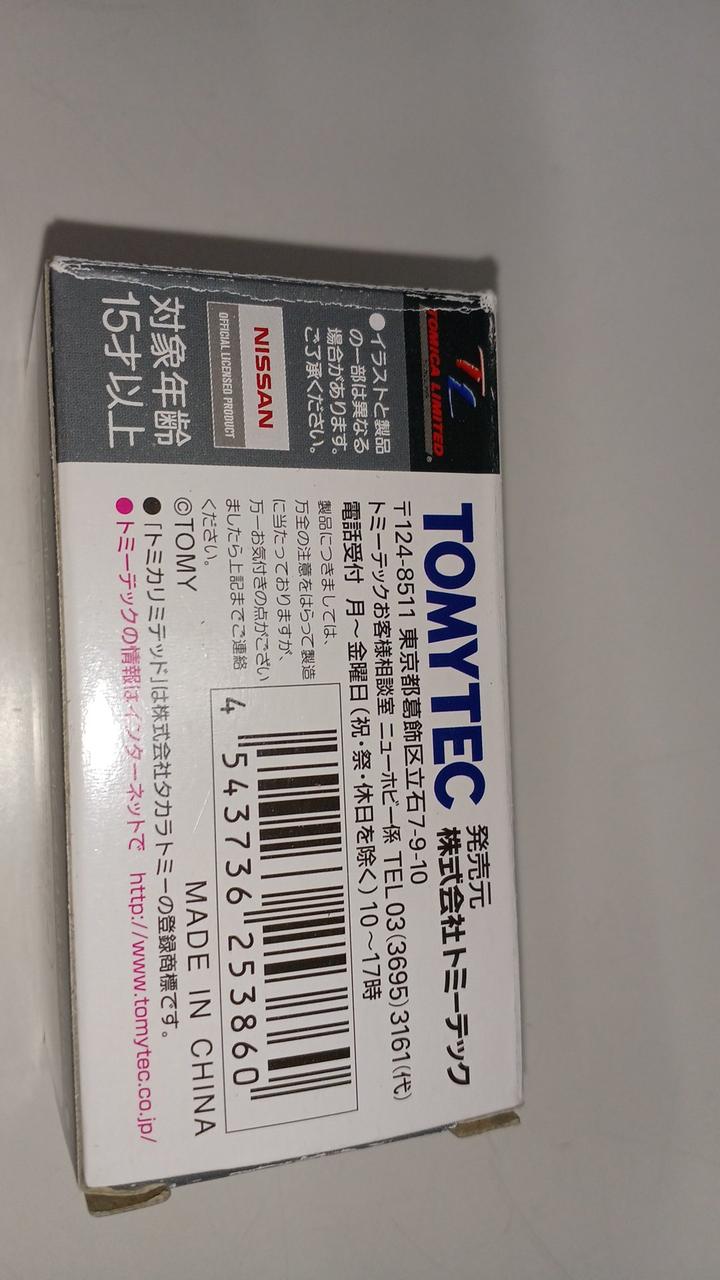 TOMICA LIMITED®
●イラストと製品
の一部は異なる
場合があります。
ご了承ください。
NISSAN
OFFICIAL LICENSED PRODUCT
対象年齢
15才以上
TOMYTEC 発売元
株式会社トミーテック
〒124-8511 東京都葛飾区立石7-9-10
トミーテックお客様相談室 ニューホビー係 TEL 03(3695)3161(代)
電話受付 月～金曜日(祝・祭・休日を除く)10～17時
製品につきましては、
万全の注意をはらって製造
に当たっておりますが、
万一お気付きの点がござい
ましたら上記までご連絡
ください。
4 543736 253860
©TOMY
MADE IN CHINA
●「トミカリミテッド」は株式会社タカラトミーの登録商標です。
●トミーテックの情報はインターネットで http://www.tomytec.co.jp/